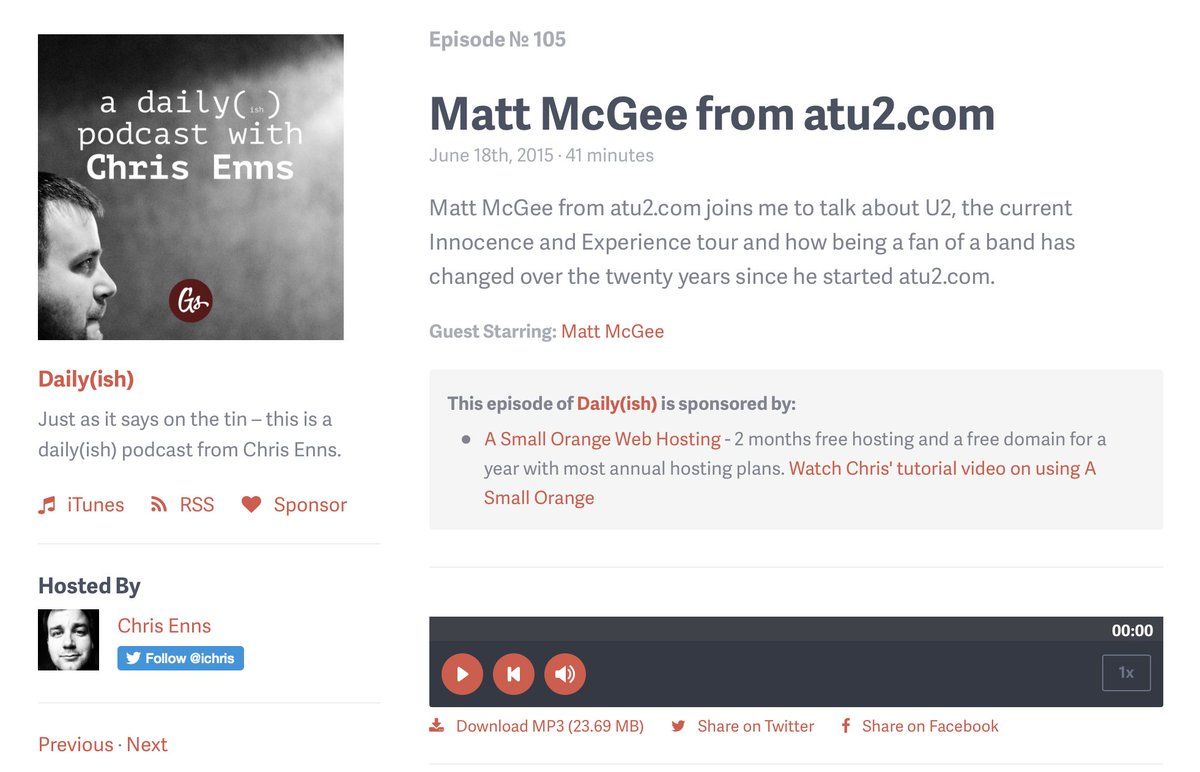 a daily(ish)
podcast with
Chris Enns
Gs
Daily(ish)
Just as it says on the tin – this is a
daily(ish) podcast from Chris Enns.
iTunes RSS Sponsor
Hosted By
Chris Enns
Follow @ichris
Previous · Next
Episode № 105
Matt McGee from atu2.com
June 18th, 2015 · 41 minutes
Matt McGee from atu2.com joins me to talk about U2, the current
Innocence and Experience tour and how being a fan of a band has
changed over the twenty years since he started atu2.com.
Guest Starring: Matt McGee
This episode of Daily(ish) is sponsored by:
A Small Orange Web Hosting - 2 months free hosting and a free domain for a
year with most annual hosting plans. Watch Chris' tutorial video on using A
Small Orange
00:00
1x
Download MP3 (23.69 MB) Share on Twitter Share on Facebook